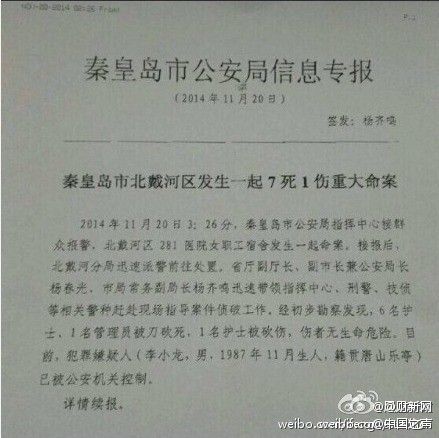 NOV-20-2014 08:26 From:
P.1
秦皇岛市公安局信息专报
(2014年11月20日)
签发：杨齐鸣
秦皇岛市北戴河区发生一起7死1伤重大命案
2014年11月20日3:26分，秦皇岛市公安局指挥中心接群
众报警，北戴河区281医院女职工宿舍发生一起命案。接报后，
北戴河分局迅速派警前往处置。省厅副厅长、副市长兼公安局长
杨春光、市局常务副局长杨齐鸣迅速带领指挥中心、刑警、技侦
等相关警种赶赴现场指导案件侦破工作。经初步勘察发现，6名护
士、1名管理员被刀砍死，1名护士被砍伤，伤者无生命危险。目
前，犯罪嫌疑人（李小龙，男，1987年11月生人，籍贯唐山乐亭）
已被公安机关控制。
详情续报。
@凤财新网
@中国之声